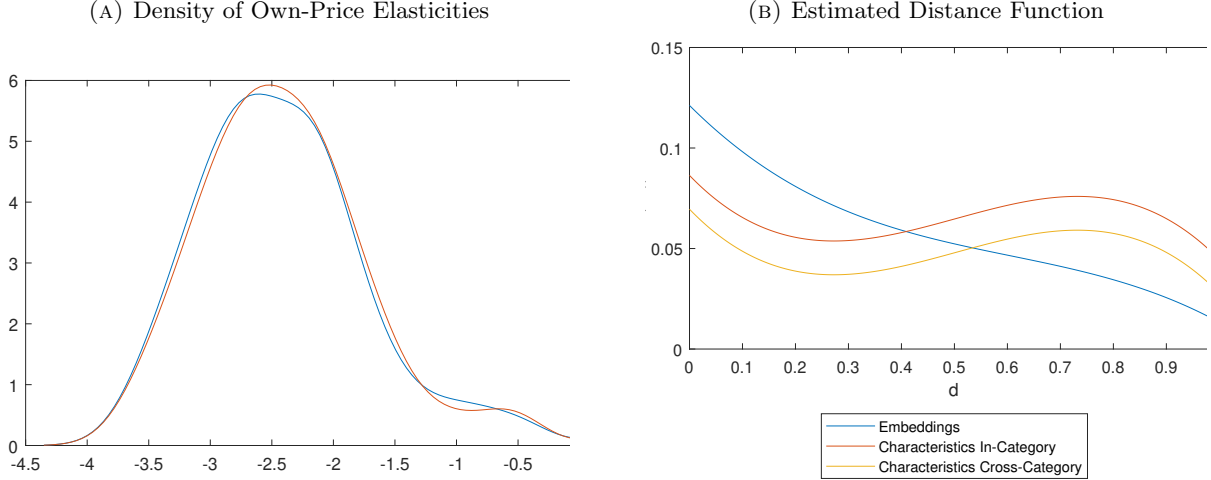 (A) Density of Own-Price Elasticities
6
5
4
3
2
1
0
-4.5 -4 -3.5 -3 -2.5 -2 -1.5 -1 -0.5
(B) Estimated Distance Function
0.15
0.1
0.05
0
0 0.1 0.2 0.3 0.4 0.5 0.6 0.7 0.8 0.9
d
Embeddings
Characteristics In-Category
Characteristics Cross-Category